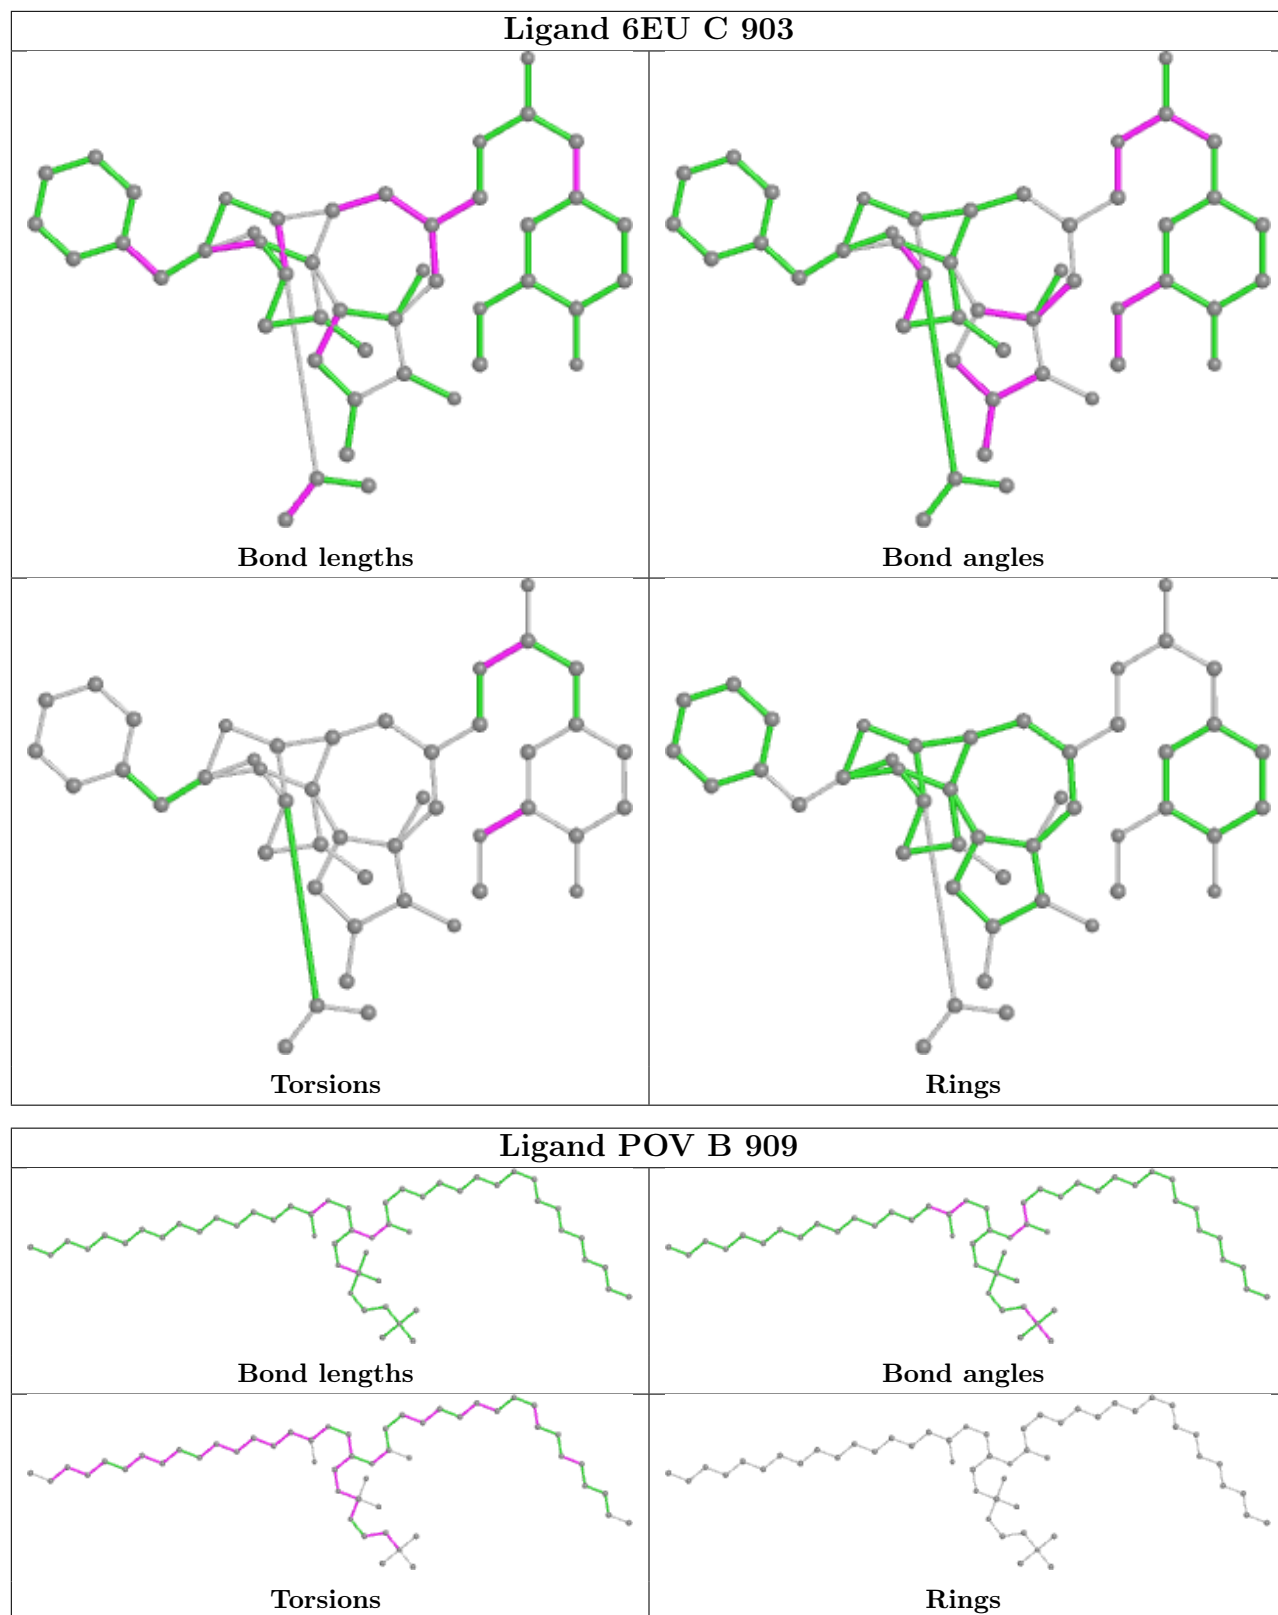 Ligand 6EU C 903
Bond lengths
Bond angles
Torsions
Rings
Ligand POV B 909
Bond lengths
Bond angles
Torsions
Rings